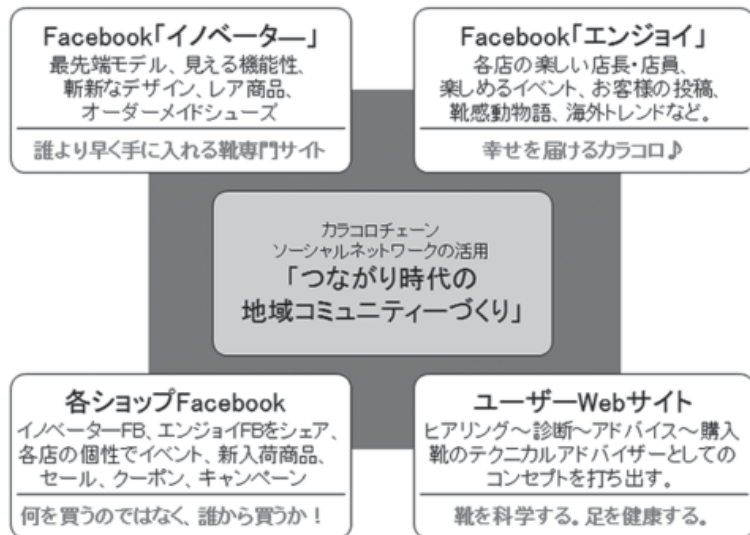 Facebook「イノベーター」
最先端モデル、見える機能性、
斬新なデザイン、レア商品、
オーダーメイドシューズ
誰より早く手に入れる靴専門サイト
Facebook「エンジョイ」
各店の楽しい店長・店員、
楽しめるイベント、お客様の投稿、
靴感動物語、海外トレンドなど。
幸せを届けるカラコロ♪
カラコロチェーン
ソーシャルネットワークの活用
「つながり時代の
地域コミュニティーづくり」
各ショップFacebook
イノベーターFB、エンジョイFBをシェア、
各店の個性でイベント、新入荷商品、
セール、クーポン、キャンペーン
何を買うのではなく、誰から買うか！
ユーザーWebサイト
ヒアリング～診断～アドバイス～購入
靴のテクニカルアドバイザーとしての
コンセプトを打ち出す。
靴を科学する。足を健康する。